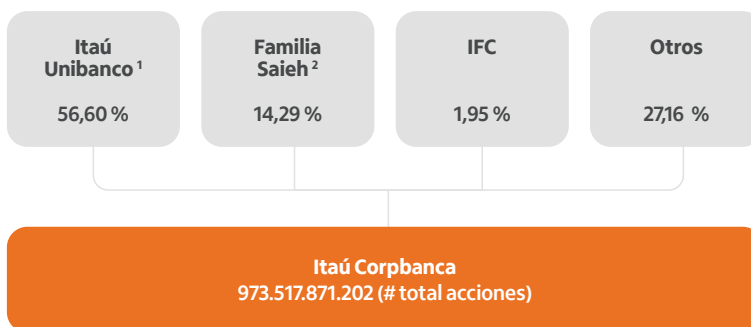 Itaú
Unibanco ¹
56,60 %
Familia
Saieh ²
14,29 %
IFC
1,95 %
Otros
27,16 %
Itaú Corpbanca
973.517.871.202 (# total acciones)